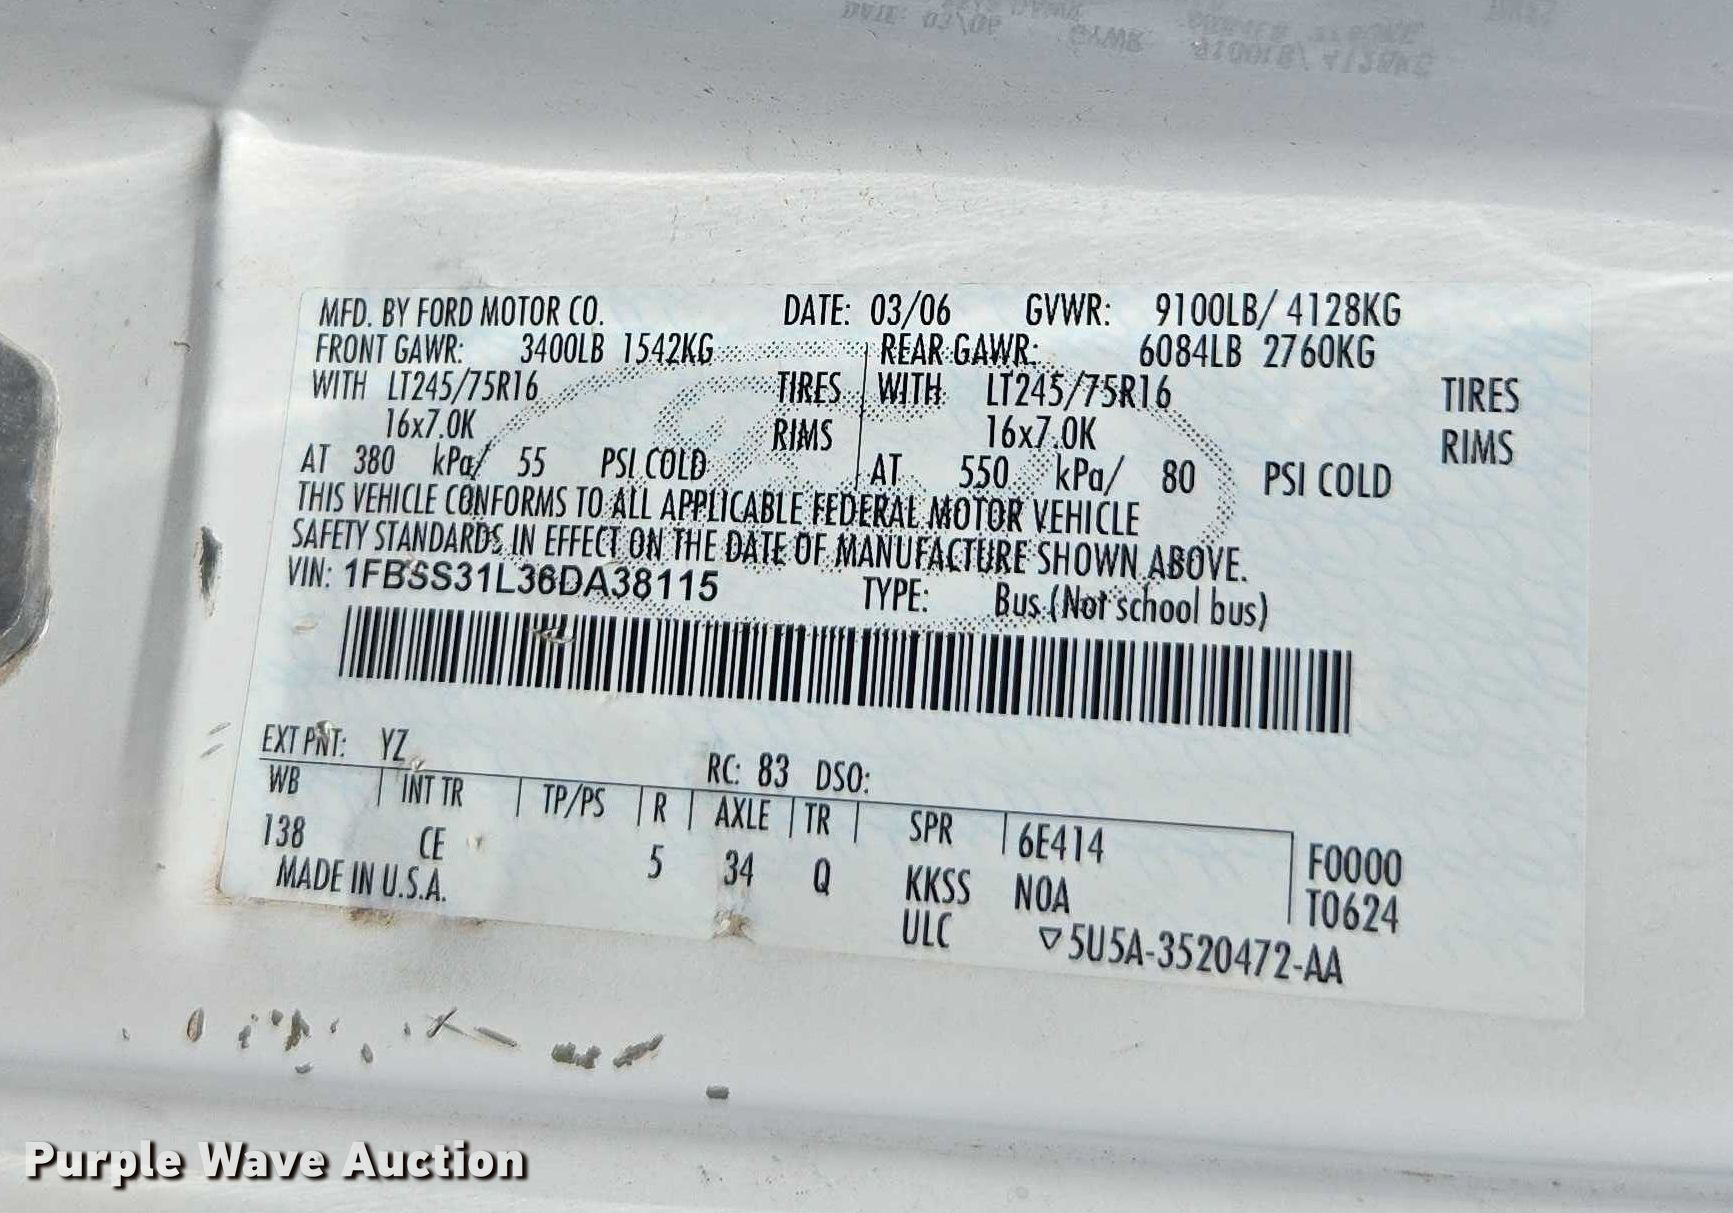 MFD. BY FORD MOTOR CO. DATE: 03/06 GVWR: 9100LB/ 4128KG
FRONT GAWR: 3400LB 1542KG REAR GAWR: 6084LB 2760KG
WITH LT245/75R16 TIRES WITH LT245/75R16 TIRES
16x7.0K RIMS 16x7.0K RIMS
AT 380 kPa/ 55 PSI COLD AT 550 kPa/ 80 PSI COLD
THIS VEHICLE CONFORMS TO ALL APPLICABLE FEDERAL MOTOR VEHICLE
SAFETY STANDARDS IN EFFECT ON THE DATE OF MANUFACTURE SHOWN ABOVE.
VIN: 1FBSS31L36DA38115 TYPE: Bus (Not school bus)
EXT PNT: YZ RC: 83 DSO:
WB INT TR TP/PS R AXLE TR SPR 6E414 F0000
138 CE 5 34 Q KKSS NOA T0624
MADE IN U.S.A. ULC ▽5U5A-3520472-AA
Purple Wave Auction